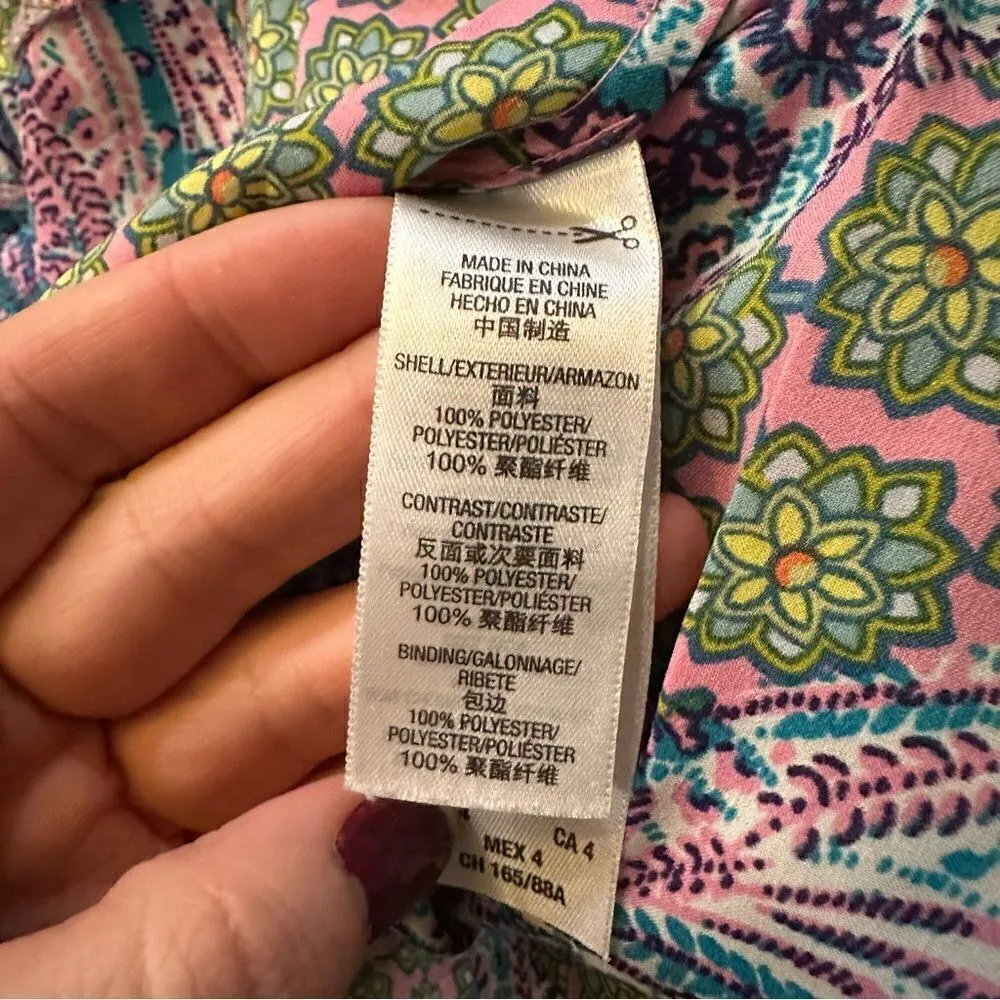 MADE IN CHINA
FABRIQUE EN CHINE
HECHO EN CHINA
中国制造
SHELL/EXTERIEUR/ARMAZON
面料
100% POLYESTER/
POLYESTER/POLIÉSTER
100% 聚酯纤维
CONTRAST/CONTRASTE/
CONTRASTE
反面或次要面料
100% POLYESTER/
POLYESTER/POLIÉSTER
100% 聚酯纤维
BINDING/GALONNAGE/
RIBETE
包边
100% POLYESTER/
POLYESTER/POLIÉSTER
100% 聚酯纤维
CA 4
MEX 4
CH 165/88A